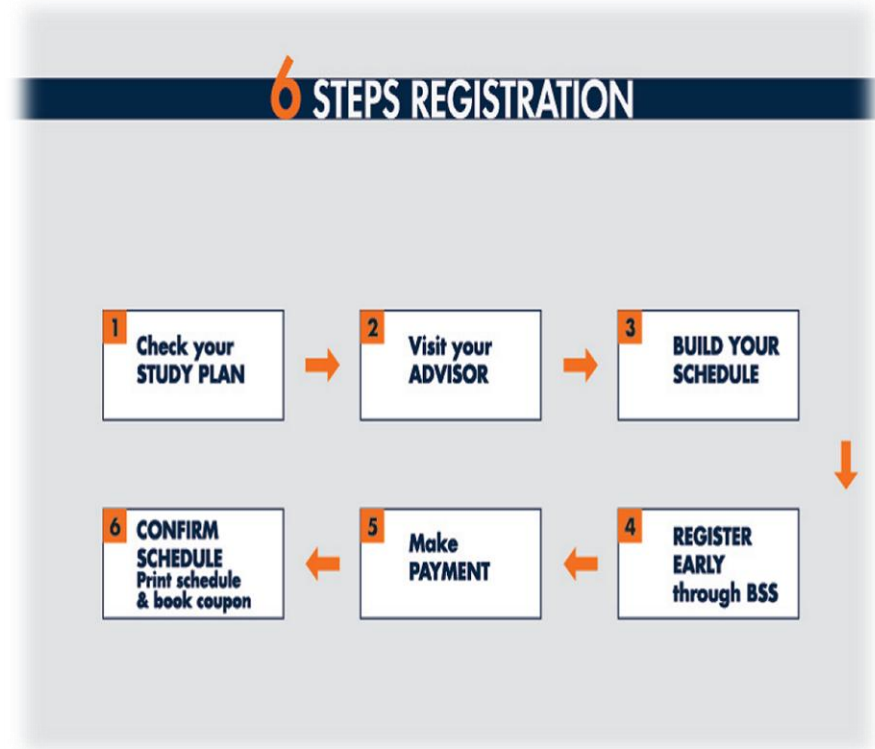 6 STEPS REGISTRATION
1
Check your
STUDY PLAN
2
Visit your
ADVISOR
3
BUILD YOUR
SCHEDULE
4
REGISTER
EARLY
through BSS
5
Make
PAYMENT
6
CONFIRM
SCHEDULE
Print schedule
& book coupon